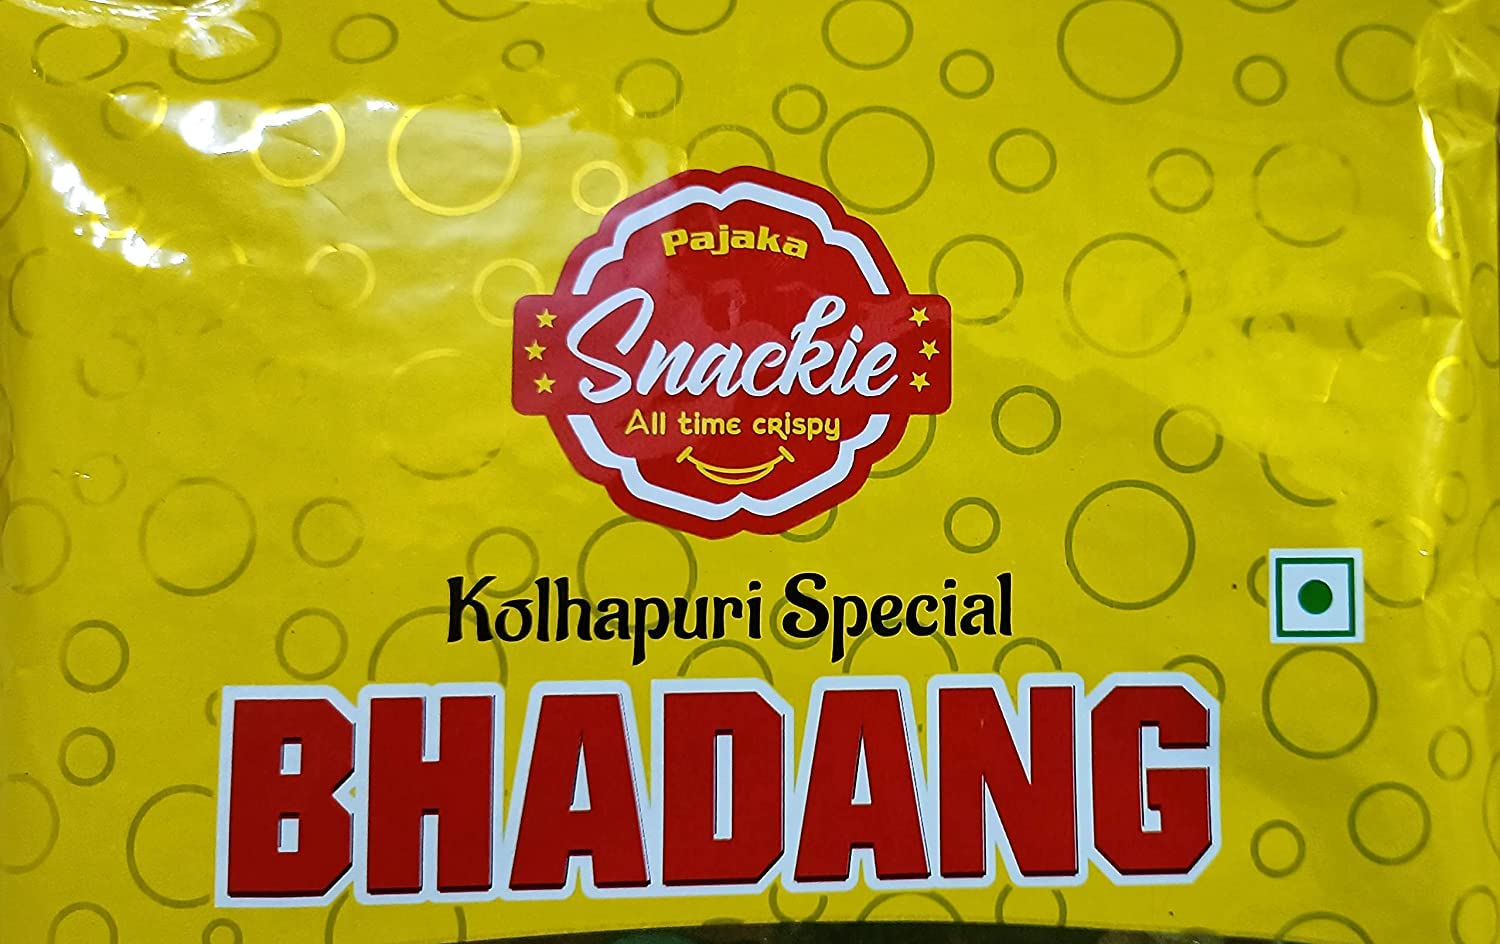 Pajaka
Snackie
All time crispy
Kolhapuri Special
BHADANG